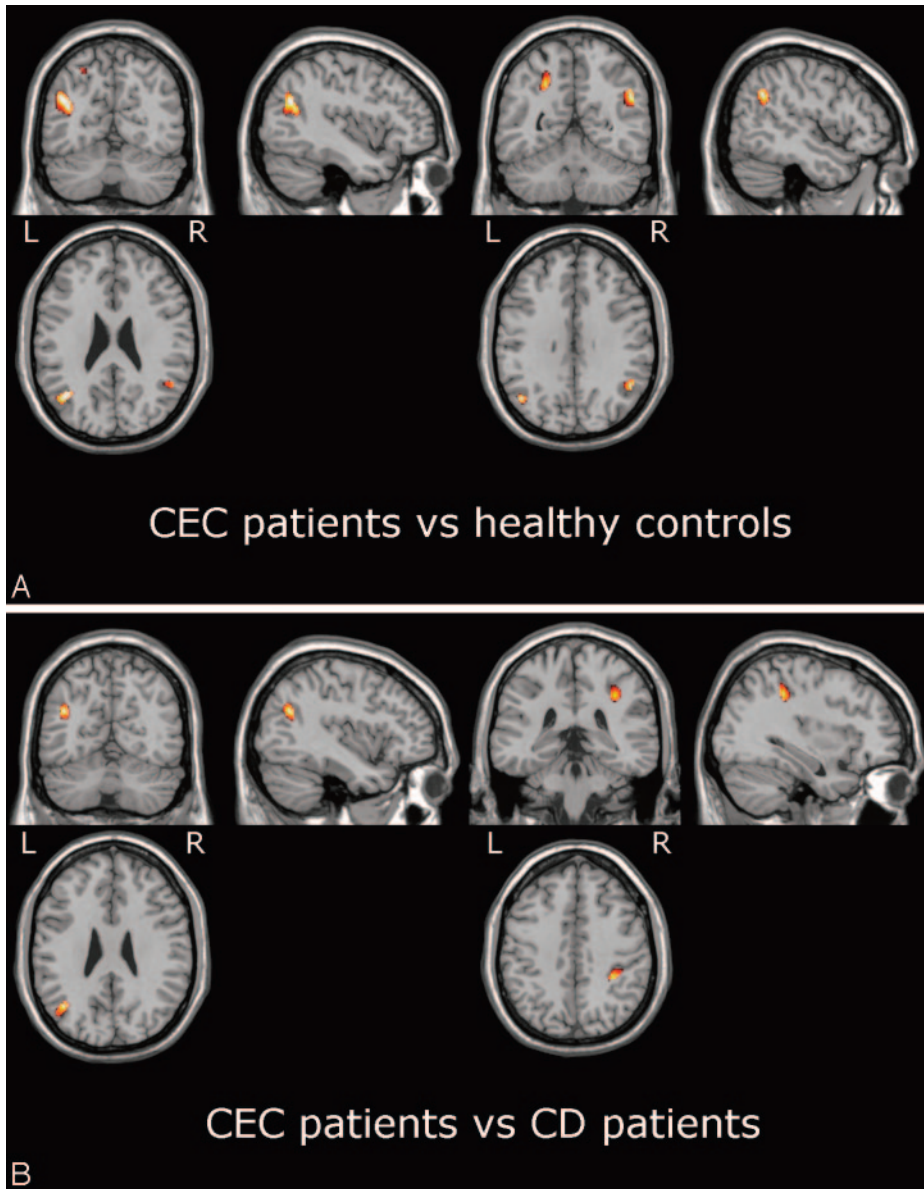 L R L R
CEC patients vs healthy controls
A
L R L R
CEC patients vs CD patients
B